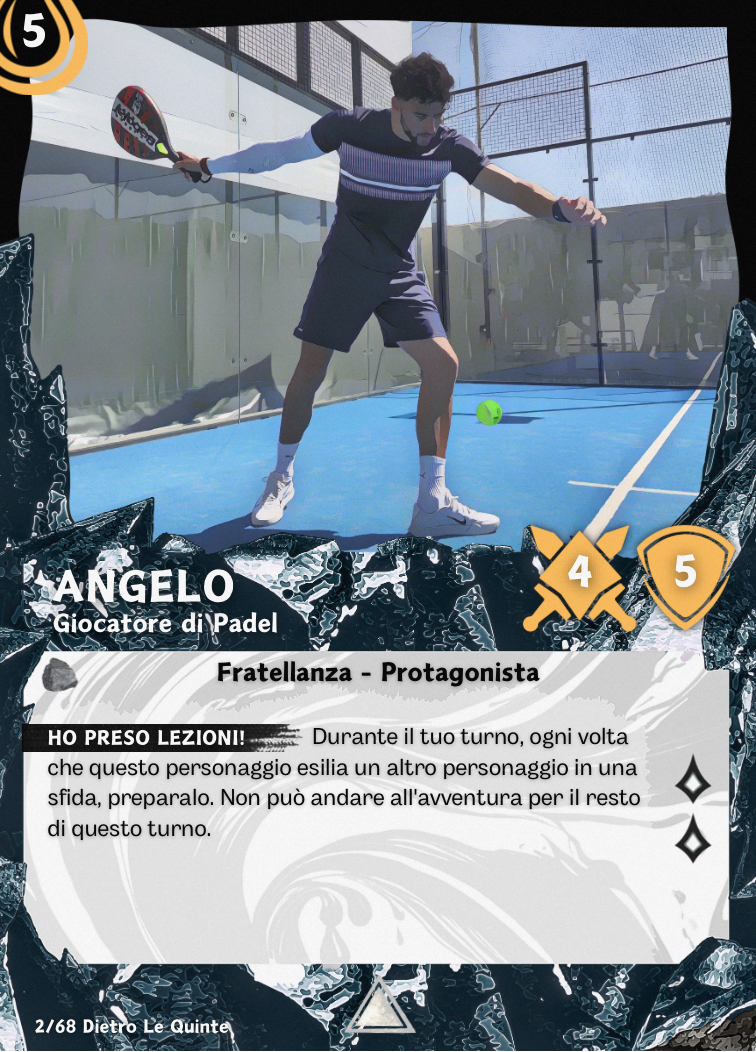 5
ANGELO
4
5
Giocatore di Padel
Fratellanza - Protagonista
HO PRESO LEZIONI! Durante il tuo turno, ogni volta
che questo personaggio esilia un altro personaggio in una
sfida, preparalo. Non può andare all'avventura per il resto
di questo turno.
2/68 Dietro Le Quinte